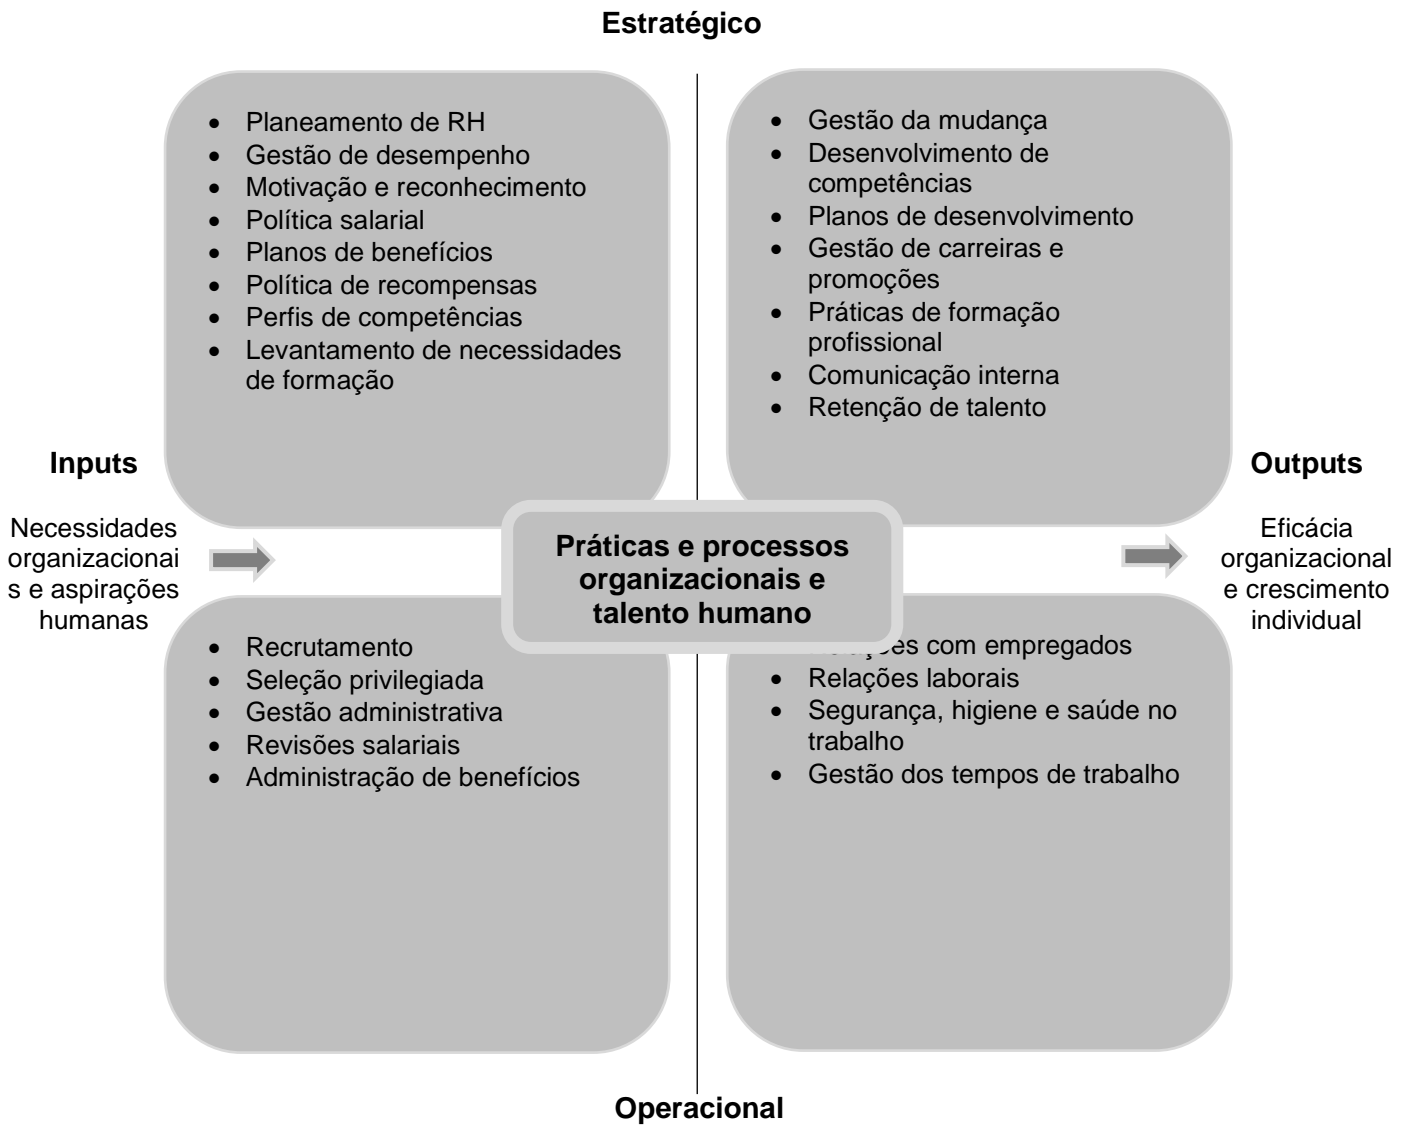 Estratégico
Planeamento de RH
Gestão de desempenho
Motivação e reconhecimento
Política salarial
Planos de benefícios
Política de recompensas
Perfis de competências
Levantamento de necessidades
de formação
Gestão da mudança
Desenvolvimento de
competências
Planos de desenvolvimento
Gestão de carreiras e
promoções
Práticas de formação
profissional
Comunicação interna
Retenção de talento
Inputs
Necessidades
organizacionai
s e aspirações
humanas
Práticas e processos
organizacionais e
talento humano
Outputs
Eficácia
organizacional
e crescimento
individual
Recrutamento
Seleção privilegiada
Gestão administrativa
Revisões salariais
Administração de benefícios
com empregados
Relações laborais
Segurança, higiene e saúde no
trabalho
Gestão dos tempos de trabalho
Operacional